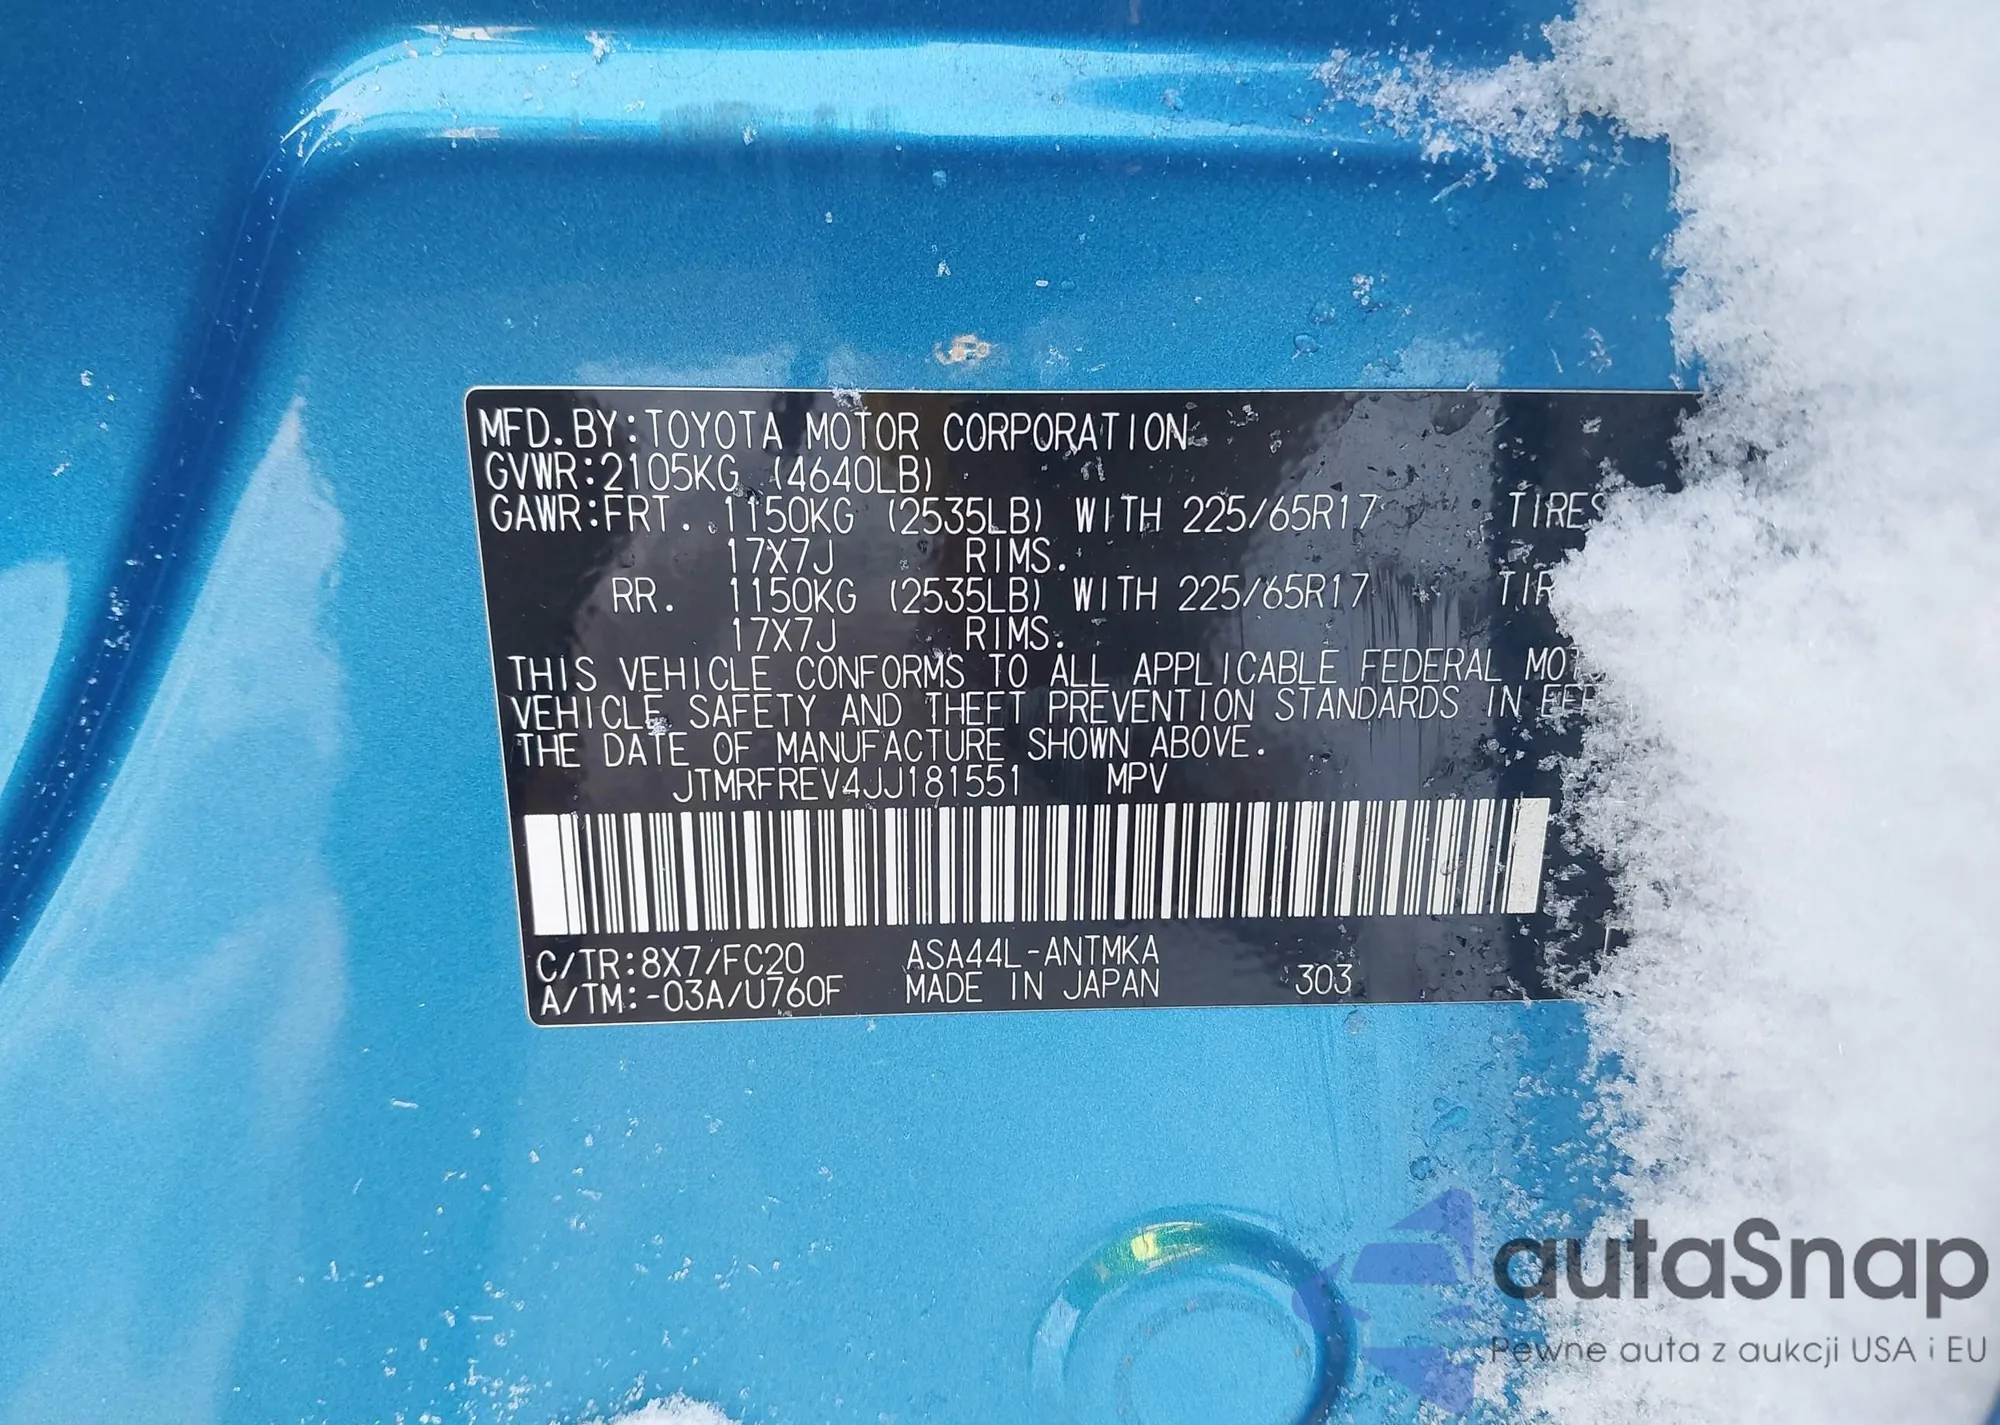 MFD.BY:TOYOTA MOTOR CORPORATION
GVWR:2105KG (4640LB)
GAWR:FRT. 1150KG (2535LB) WITH 225/65R17 TIRES
17X7J RIMS.
RR. 1150KG (2535LB) WITH 225/65R17 TIR
17X7J RIMS.
THIS VEHICLE CONFORMS TO ALL APPLICABLE FEDERAL MOT
VEHICLE SAFETY AND THEFT PREVENTION STANDARDS IN EFF
THE DATE OF MANUFACTURE SHOWN ABOVE.
JTMRFREV4JJ181551 MPV
C/TR:8X7/FC20 ASA44L-ANTMKA
A/TM:-03A/U760F MADE IN JAPAN 303
autaSnap
Pewne auta z aukcji USA i EU